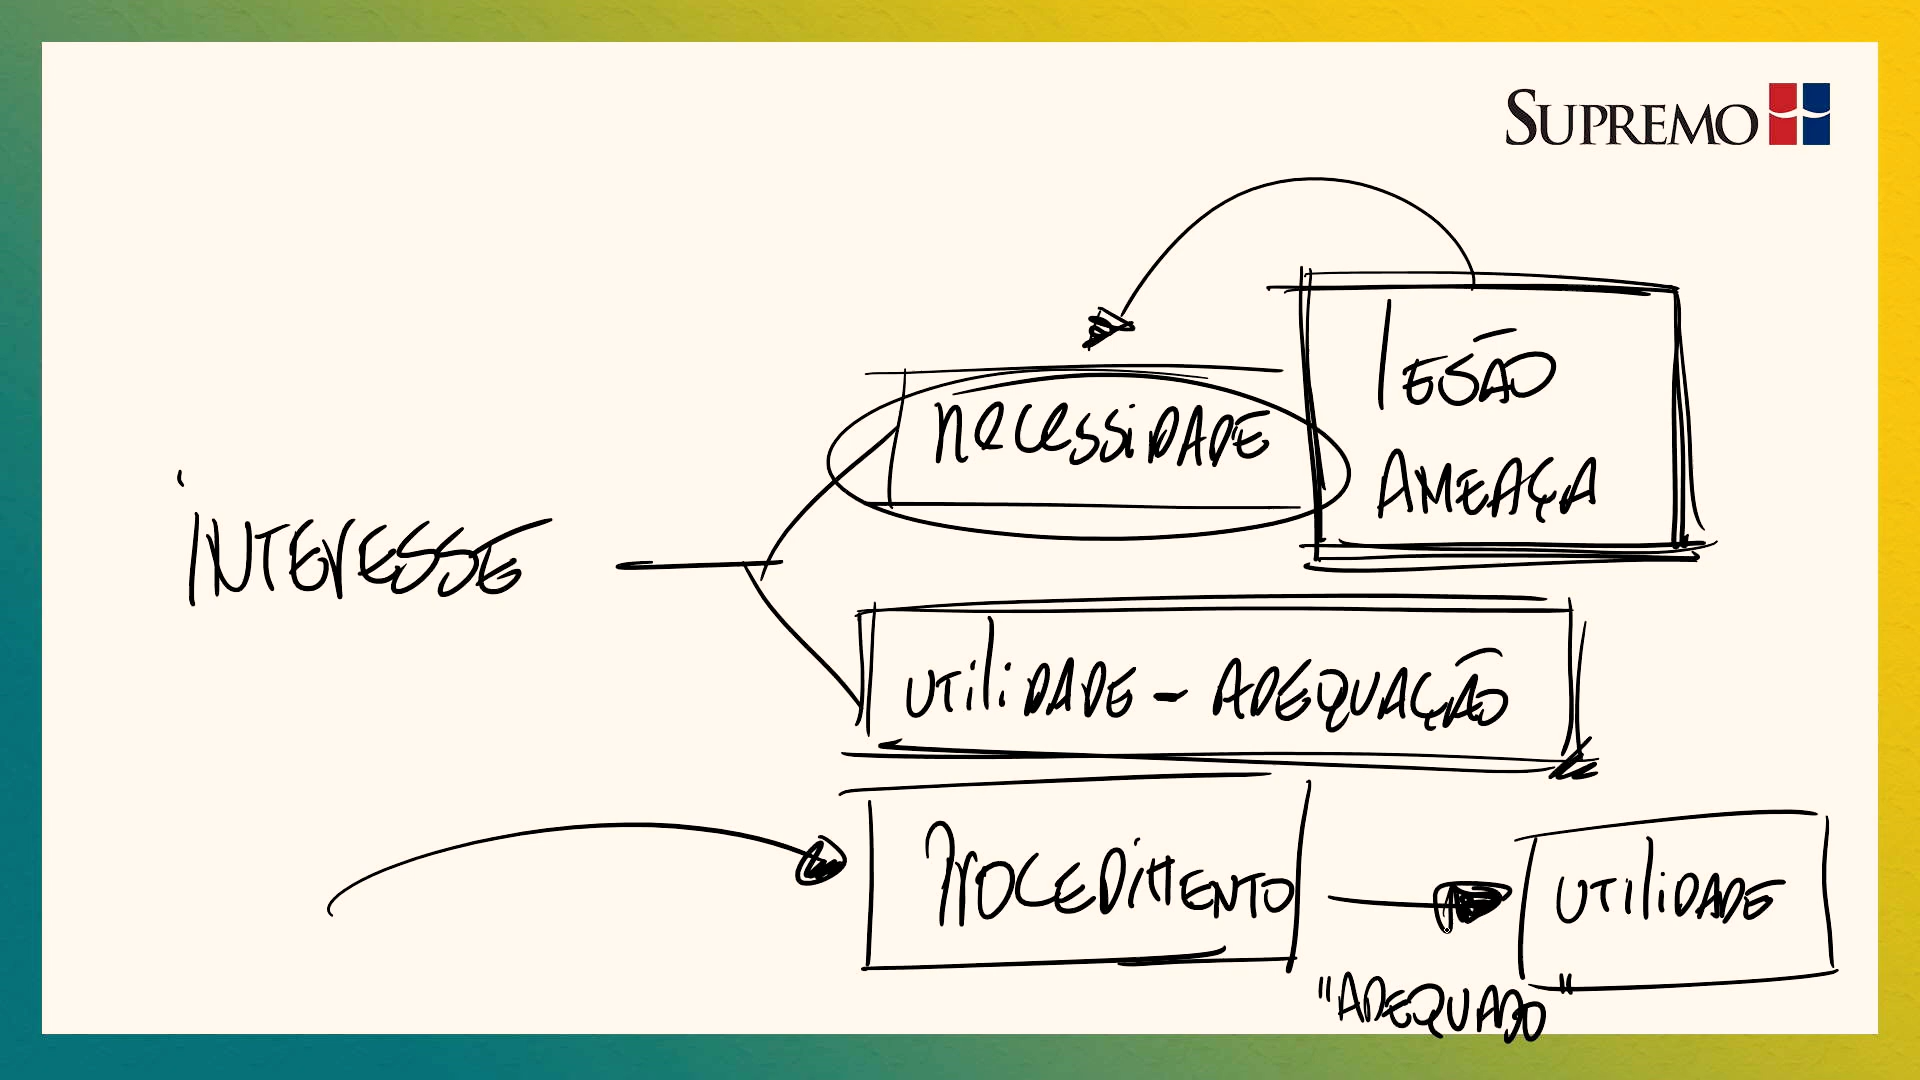 SUPREMO
LESÃO
NECESSIDADE
AMEAÇA
INTERESSE
UTILIDADE - ADEQUAÇÃO
PROCEDIMENTO
UTILIDADE
"ADEQUADO"